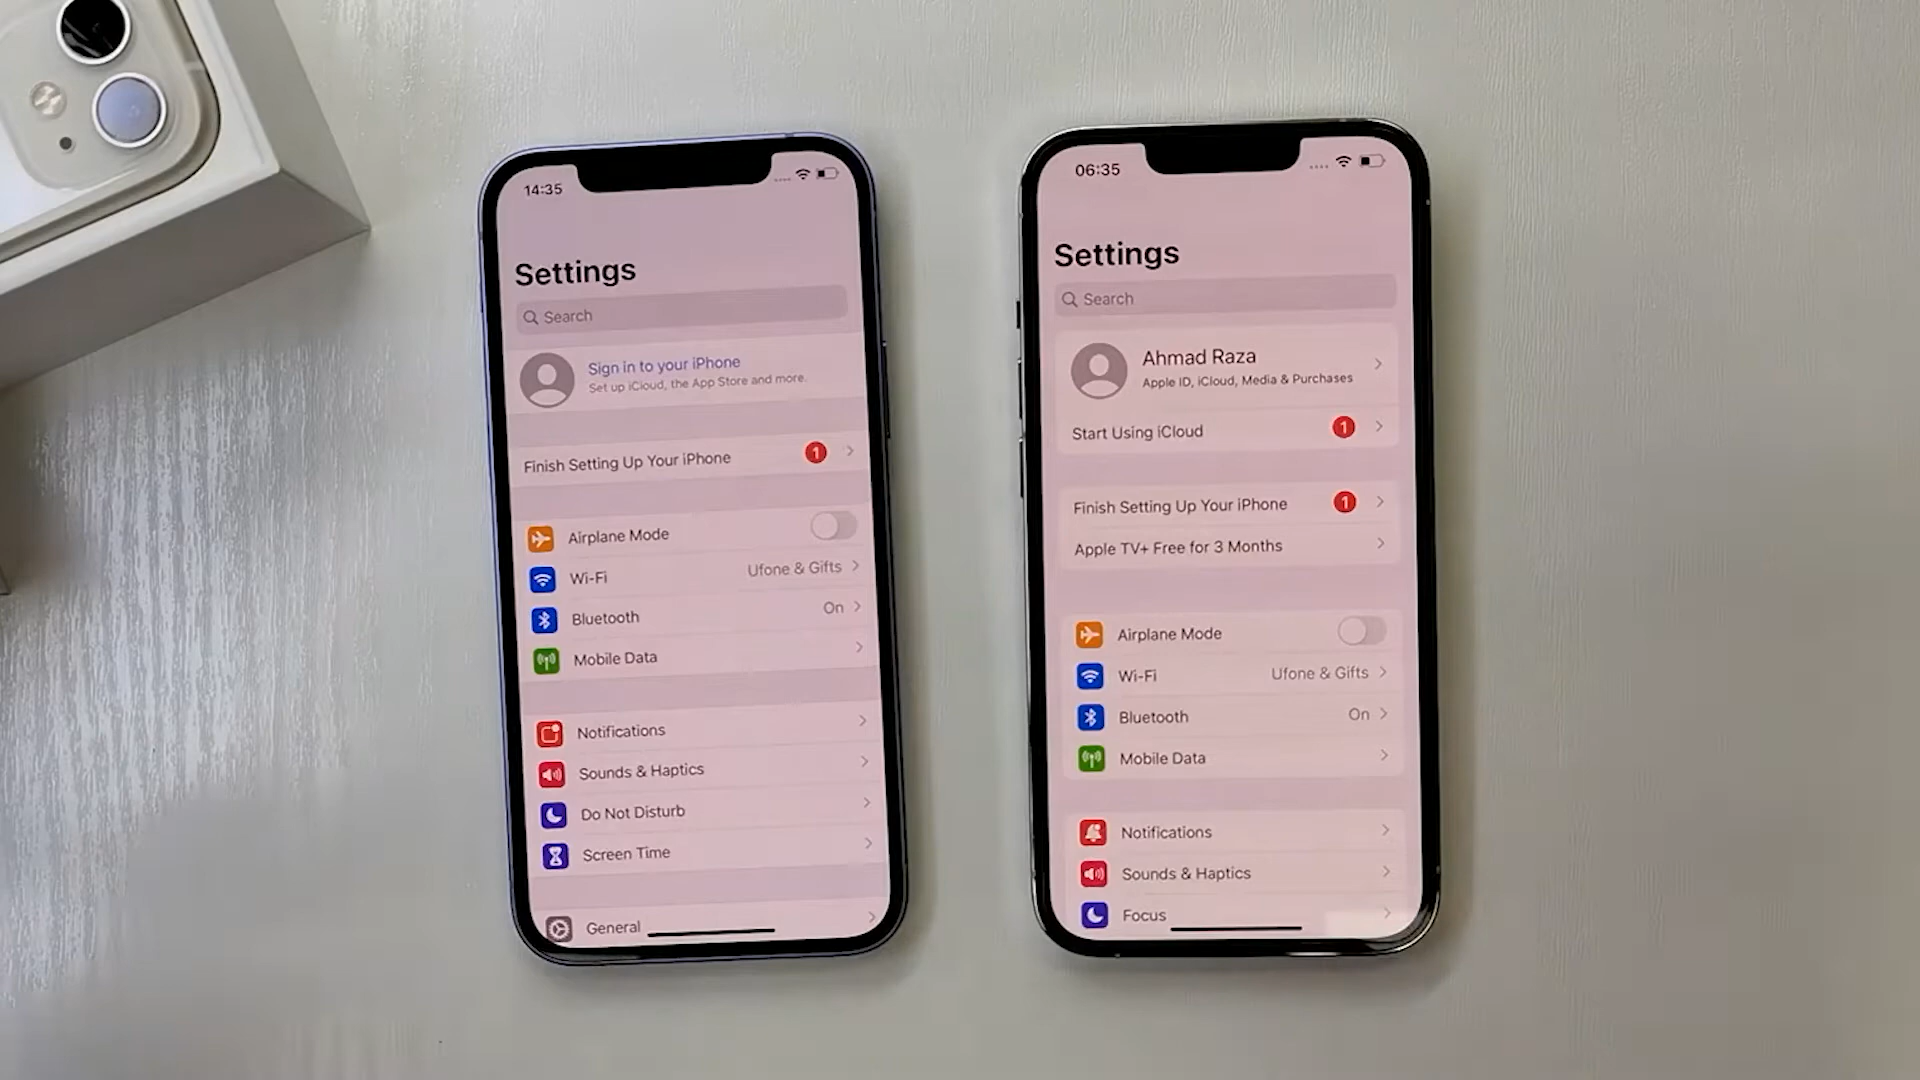 14:35
Settings
Search
Sign in to your iPhone
Set up iCloud, the App Store and more.
Finish Setting Up Your iPhone
1
Airplane Mode
Wi-Fi
Ufone & Gifts
Bluetooth
On
Mobile Data
Notifications
Sounds & Haptics
Do Not Disturb
Screen Time
General
06:35
Settings
Search
Ahmad Raza
Apple ID, iCloud, Media & Purchases
Start Using iCloud
1
Finish Setting Up Your iPhone
1
Apple TV+ Free for 3 Months
Airplane Mode
Wi-Fi
Ufone & Gifts
Bluetooth
On
Mobile Data
Notifications
Sounds & Haptics
Focus